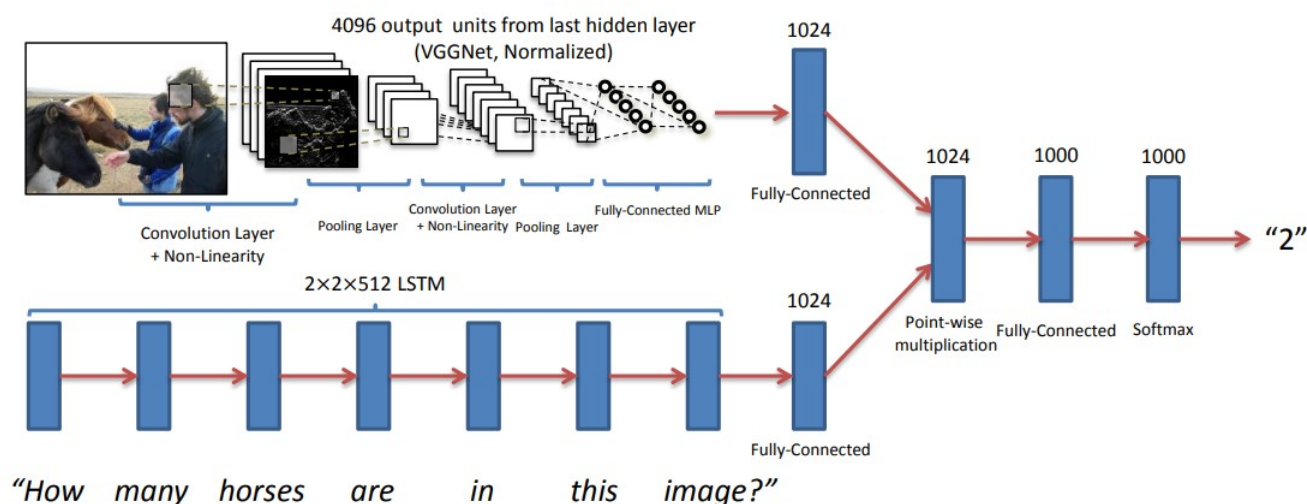 4096 output units from last hidden layer
(VGGNet, Normalized)
Convolution Layer
+ Non-Linearity
Pooling Layer
Convolution Layer
+ Non-Linearity
Pooling Layer
Fully-Connected MLP
1024
Fully-Connected
2×2×512 LSTM
1024
Fully-Connected
1024
Point-wise
multiplication
1000
Fully-Connected
1000
Softmax
“2”
“How many horses are in this image?”